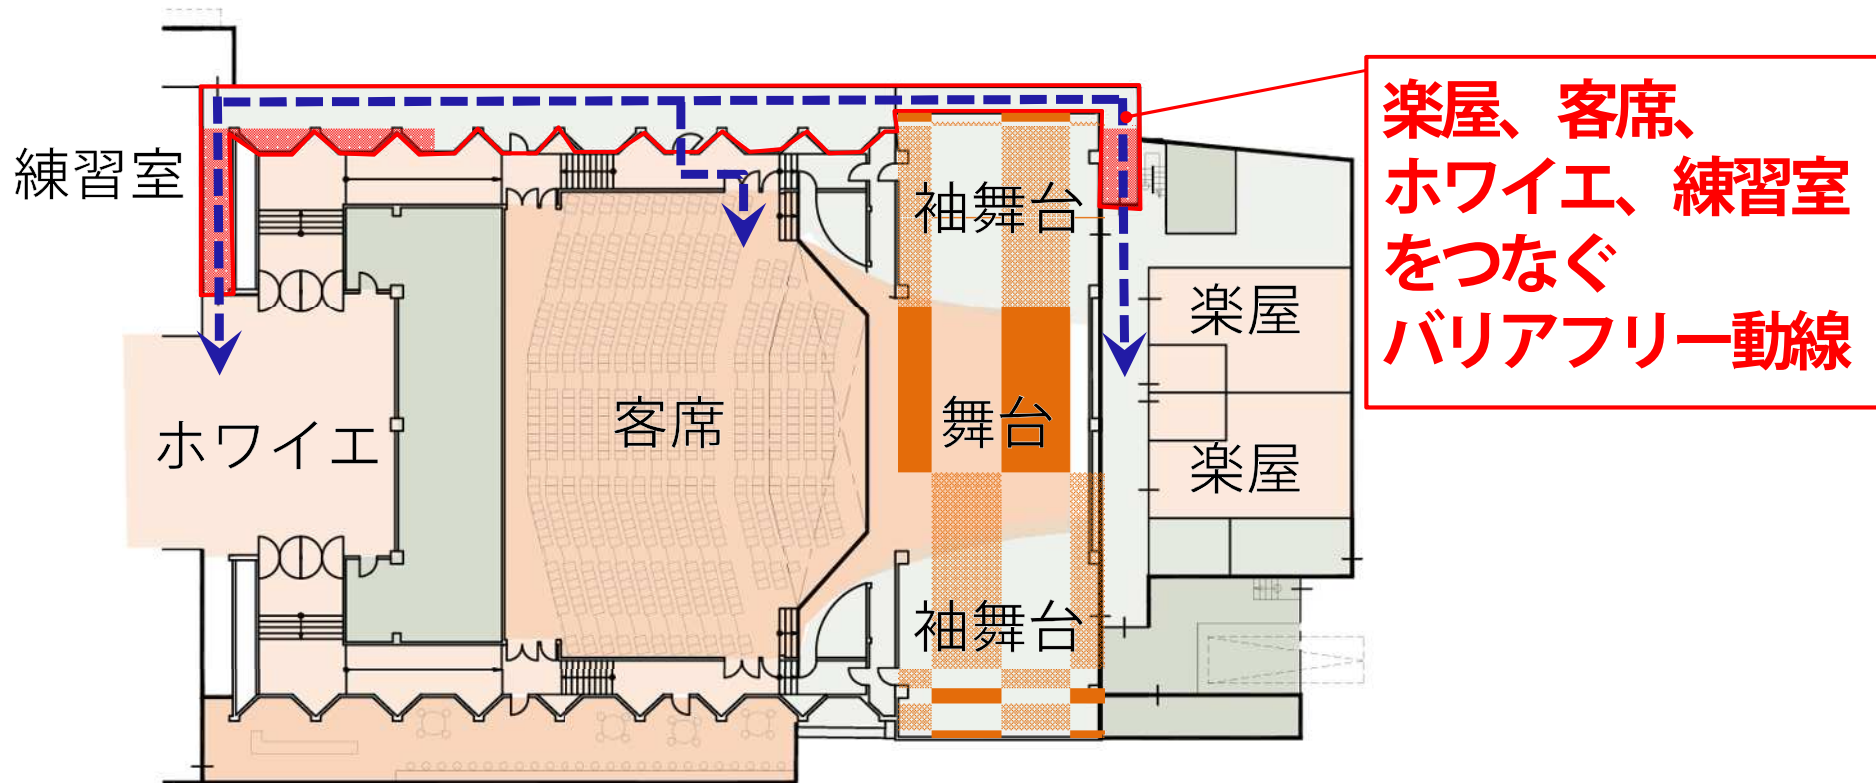 楽屋、客席、
ホワイエ、練習室
をつなぐ
バリアフリー動線
練習室
袖舞台
楽屋
客席
舞台
ホワイエ
楽屋
袖舞台